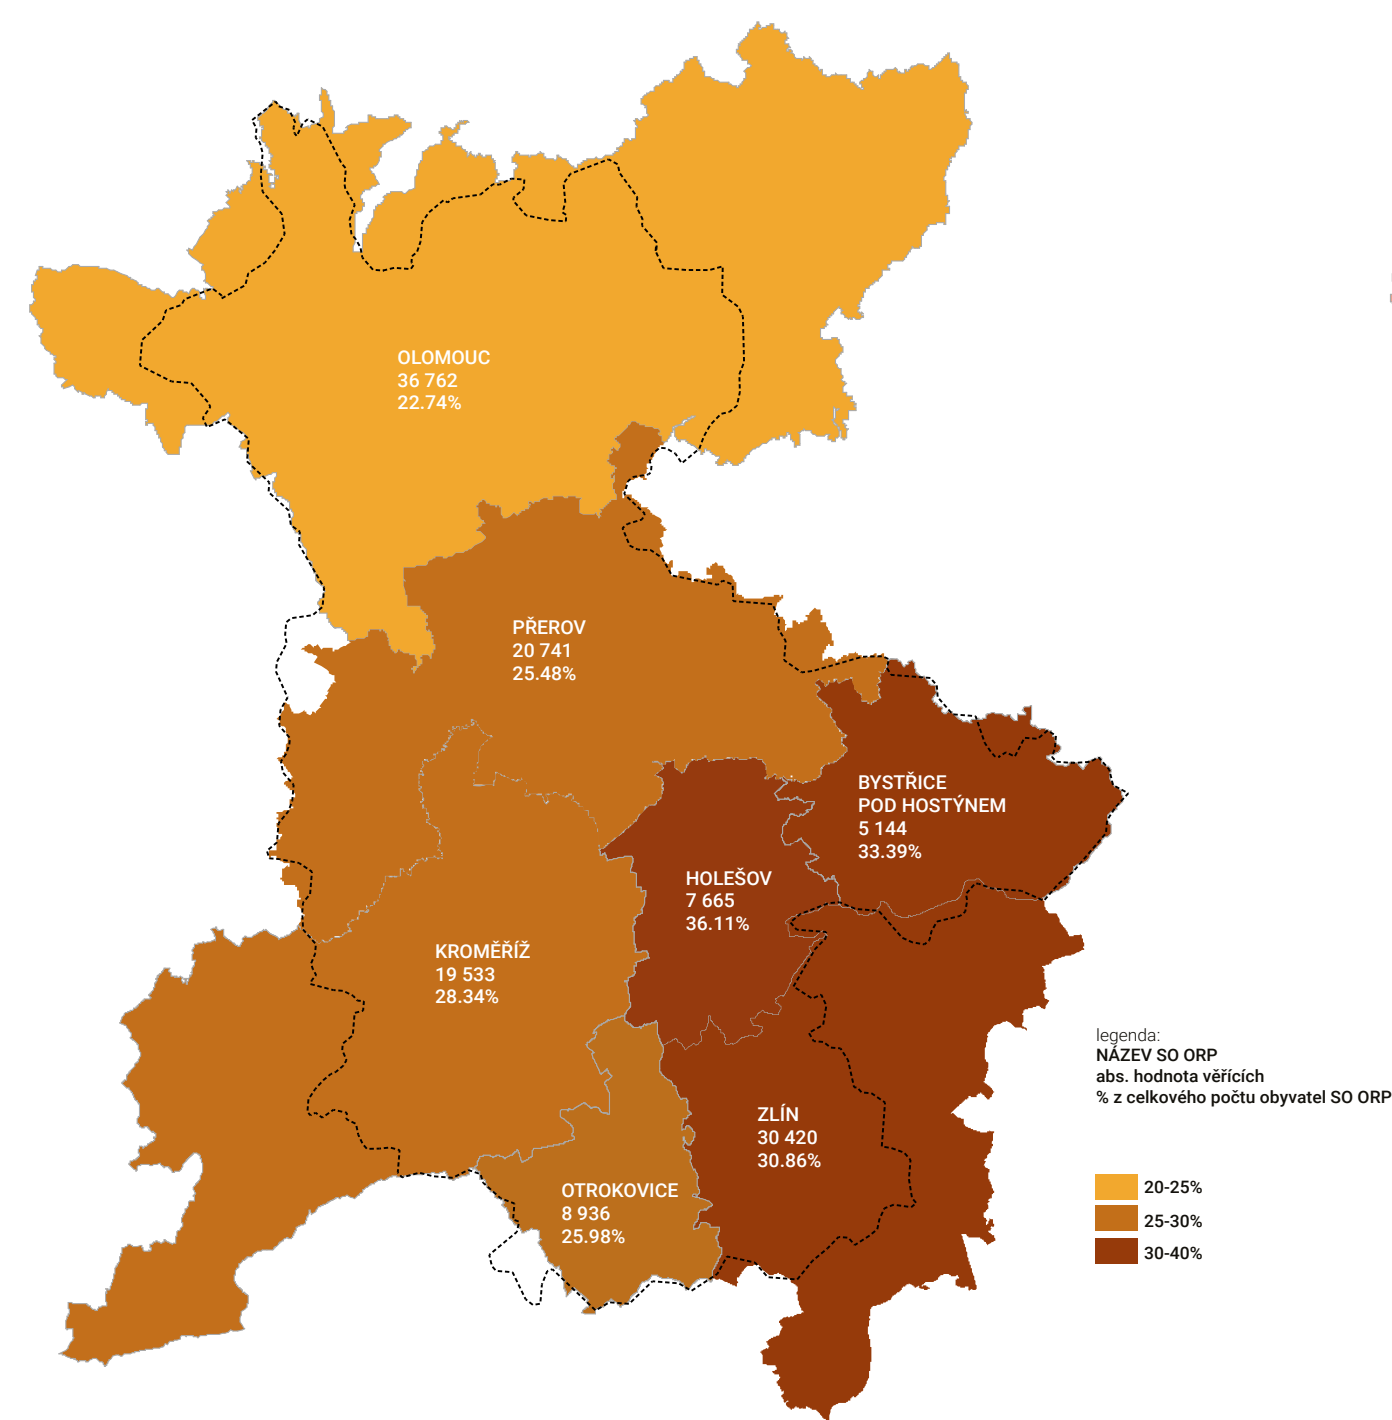 OLOMOUC
36 762
22.74%
PŘEROV
20 741
25.48%
BYSTŘICE
POD HOSTÝNEM
5 144
33.39%
HOLEŠOV
7 665
36.11%
KROMĚŘÍŽ
19 533
28.34%
ZLÍN
30 420
30.86%
OTROKOVICE
8 936
25.98%
legenda:
NÁZEV SO ORP
abs. hodnota věřících
% z celkového počtu obyvatel SO ORP
20-25%
25-30%
30-40%